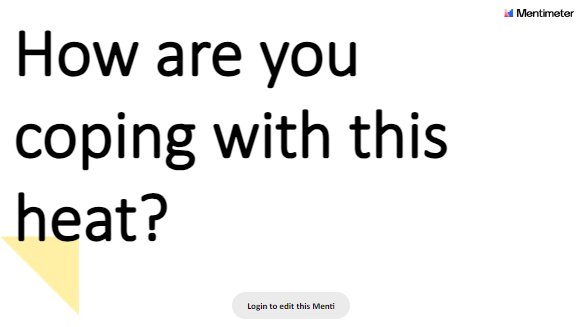 Mentimeter
How are you
coping with this
heat?
Login to edit this Menti